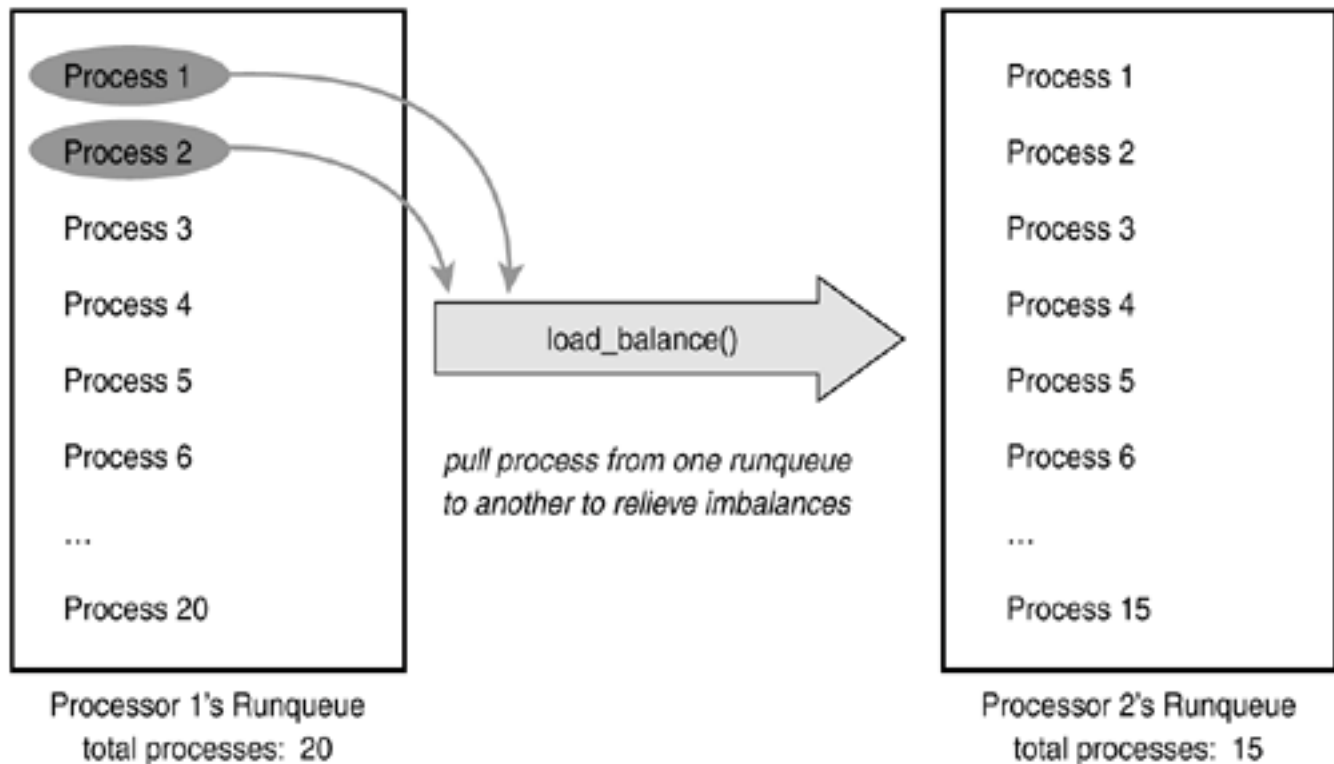 Process 1
Process 2
Process 3
Process 4
Process 5
Process 6
...
Process 20
Processor 1's Runqueue
total processes: 20
load_balance()
pull process from one runqueue
to another to relieve imbalances
Process 1
Process 2
Process 3
Process 4
Process 5
Process 6
...
Process 15
Processor 2's Runqueue
total processes: 15